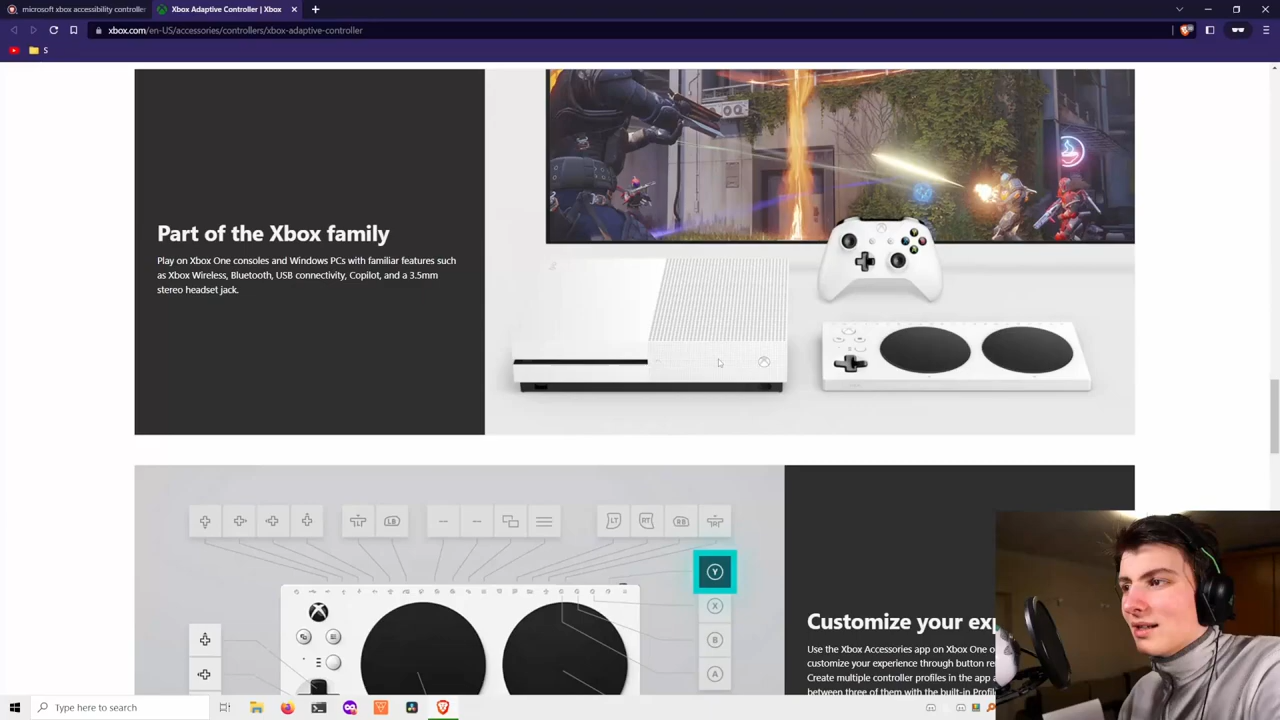 microsoft xbox accessibility controller
Xbox Adaptive Controller | Xbox
xbox.com/en-US/accessories/controllers/xbox-adaptive-controller
S
Part of the Xbox family
Play on Xbox One consoles and Windows PCs with familiar features such
as Xbox Wireless, Bluetooth, USB connectivity, Copilot, and a 3.5mm
stereo headset jack.
LB
LT
RT
RB
Y
X
B
A
Customize your exp
Use the Xbox Accessories app on Xbox One o
customize your experience through button re
Create multiple controller profiles in the app a
between three of them with the built-in Profil
Type here to search